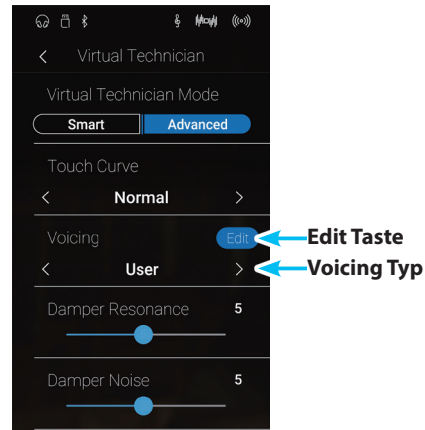 Virtual Technician
Virtual Technician Mode
Smart Advanced
Touch Curve
Normal
Voicing Edit Edit Taste
User Voicing Typ
Damper Resonance 5
Damper Noise 5